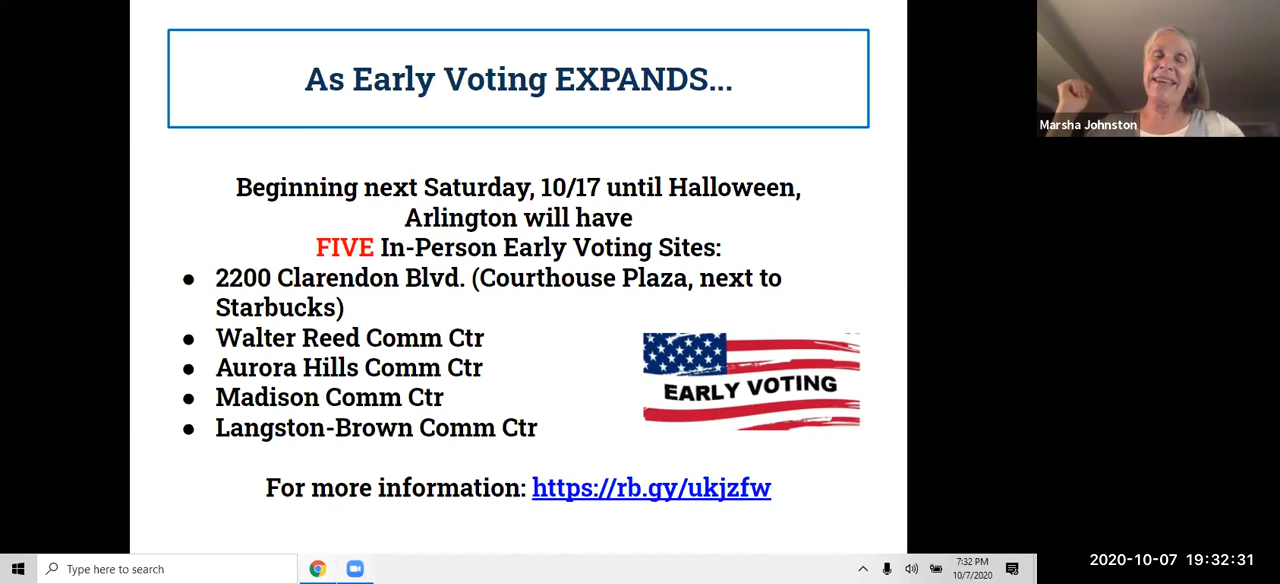 As Early Voting EXPANDS...
Beginning next Saturday, 10/17 until Halloween,
Arlington will have
FIVE In-Person Early Voting Sites:
● 2200 Clarendon Blvd. (Courthouse Plaza, next to
Starbucks)
● Walter Reed Comm Ctr
● Aurora Hills Comm Ctr
● Madison Comm Ctr
● Langston-Brown Comm Ctr
EARLY VOTING
For more information: https://rb.gy/ukjzfw
Marsha Johnston
Type here to search
7:32 PM
10/7/2020
2020-10-07 19:32:31